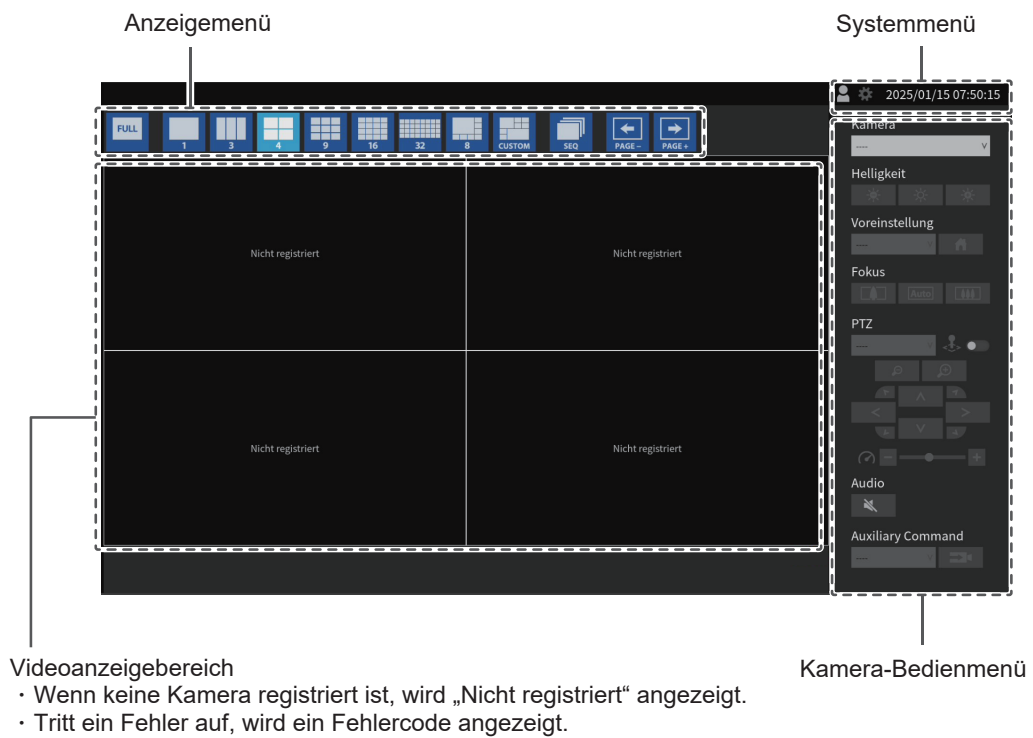 Anzeigemenü
Systemmenü
2025/01/15 07:50:15
FULL
1
3
4
9
16
32
8
CUSTOM
SEQ
PAGE −
PAGE +
Kamera
----
Helligkeit
Voreinstellung
----
Fokus
Auto
PTZ
----
Audio
Auxiliary Command
----
Nicht registriert
Nicht registriert
Nicht registriert
Nicht registriert
Videoanzeigebereich
・Wenn keine Kamera registriert ist, wird „Nicht registriert“ angezeigt.
・Tritt ein Fehler auf, wird ein Fehlercode angezeigt.
Kamera-Bedienmenü